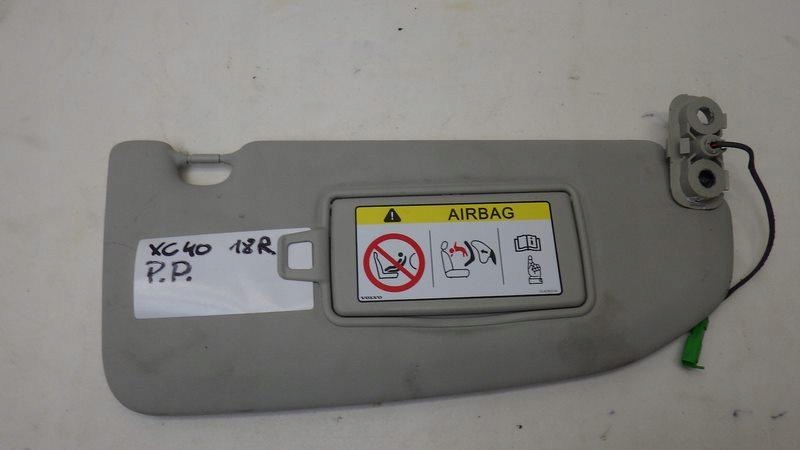 AIRBAG
XC40 18R
P.P.
VOLVO